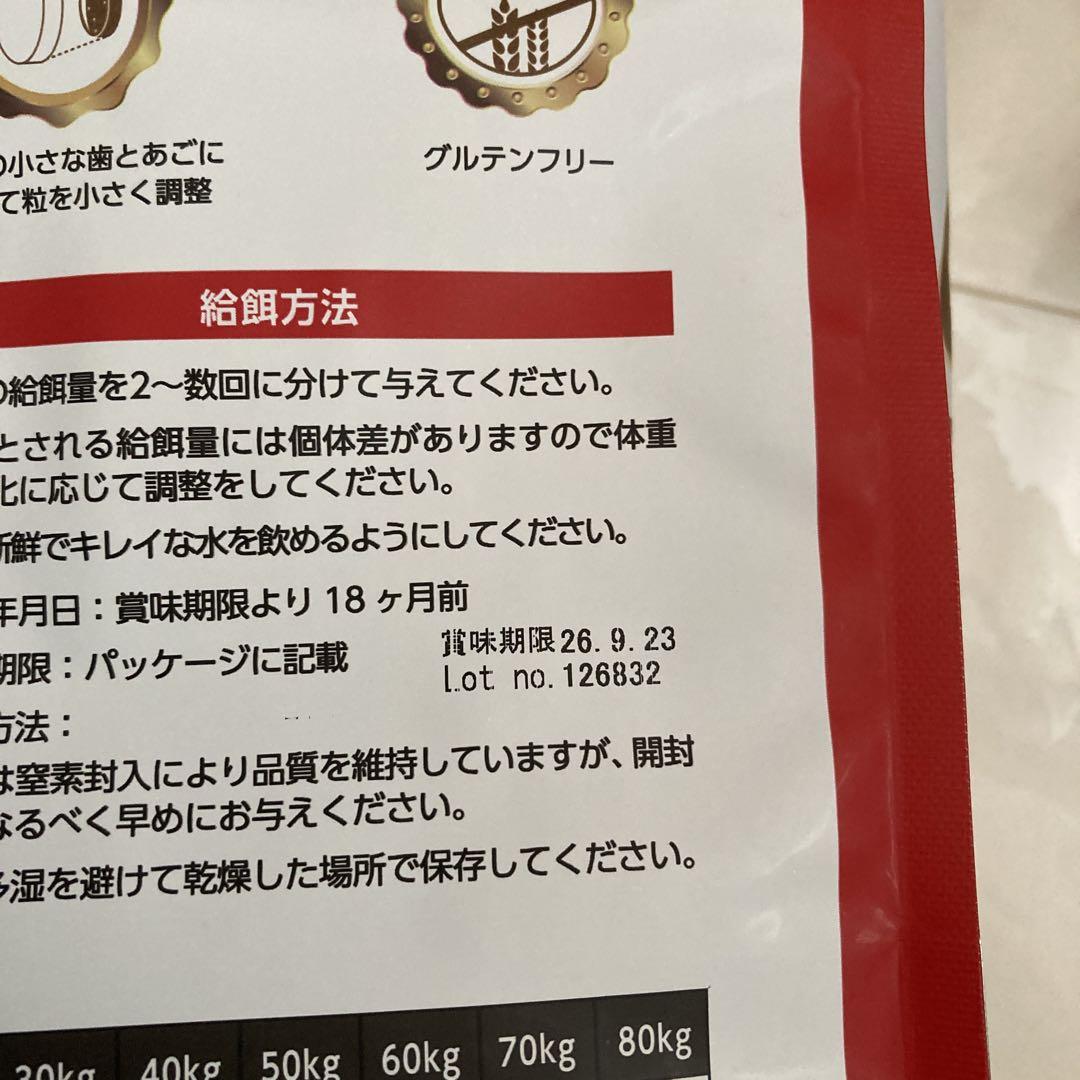 の小さな歯とあごに
て粒を小さく調整
グルテンフリー
給餌方法
の給餌量を2～数回に分けて与えてください。
とされる給餌量には個体差がありますので体重
化に応じて調整をしてください。
新鮮でキレイな水を飲めるようにしてください。
年月日：賞味期限より 18 ヶ月前
期限：パッケージに記載
賞味期限26. 9. 23
Lot no. 126832
方法：
は窒素封入により品質を維持していますが、開封
なるべく早めにお与えください。
多湿を避けて乾燥した場所で保存してください。
30kg 40kg 50kg 60kg 70kg 80kg